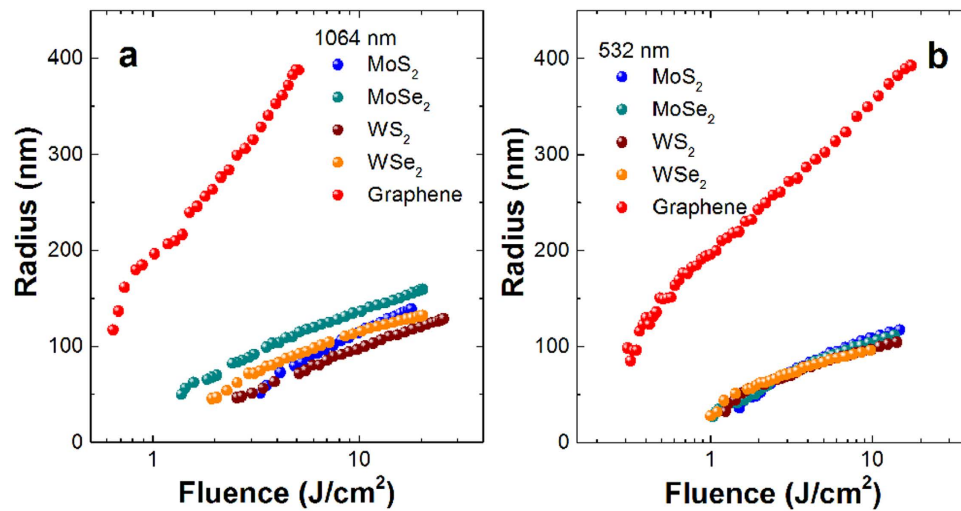 a
1064 nm
MoS₂
MoSe₂
WS₂
WSe₂
Graphene
400
300
200
100
0
Radius (nm)
1
10
Fluence (J/cm²)
b
532 nm
MoS₂
MoSe₂
WS₂
WSe₂
Graphene
400
300
200
100
0
Radius (nm)
1
10
Fluence (J/cm²)